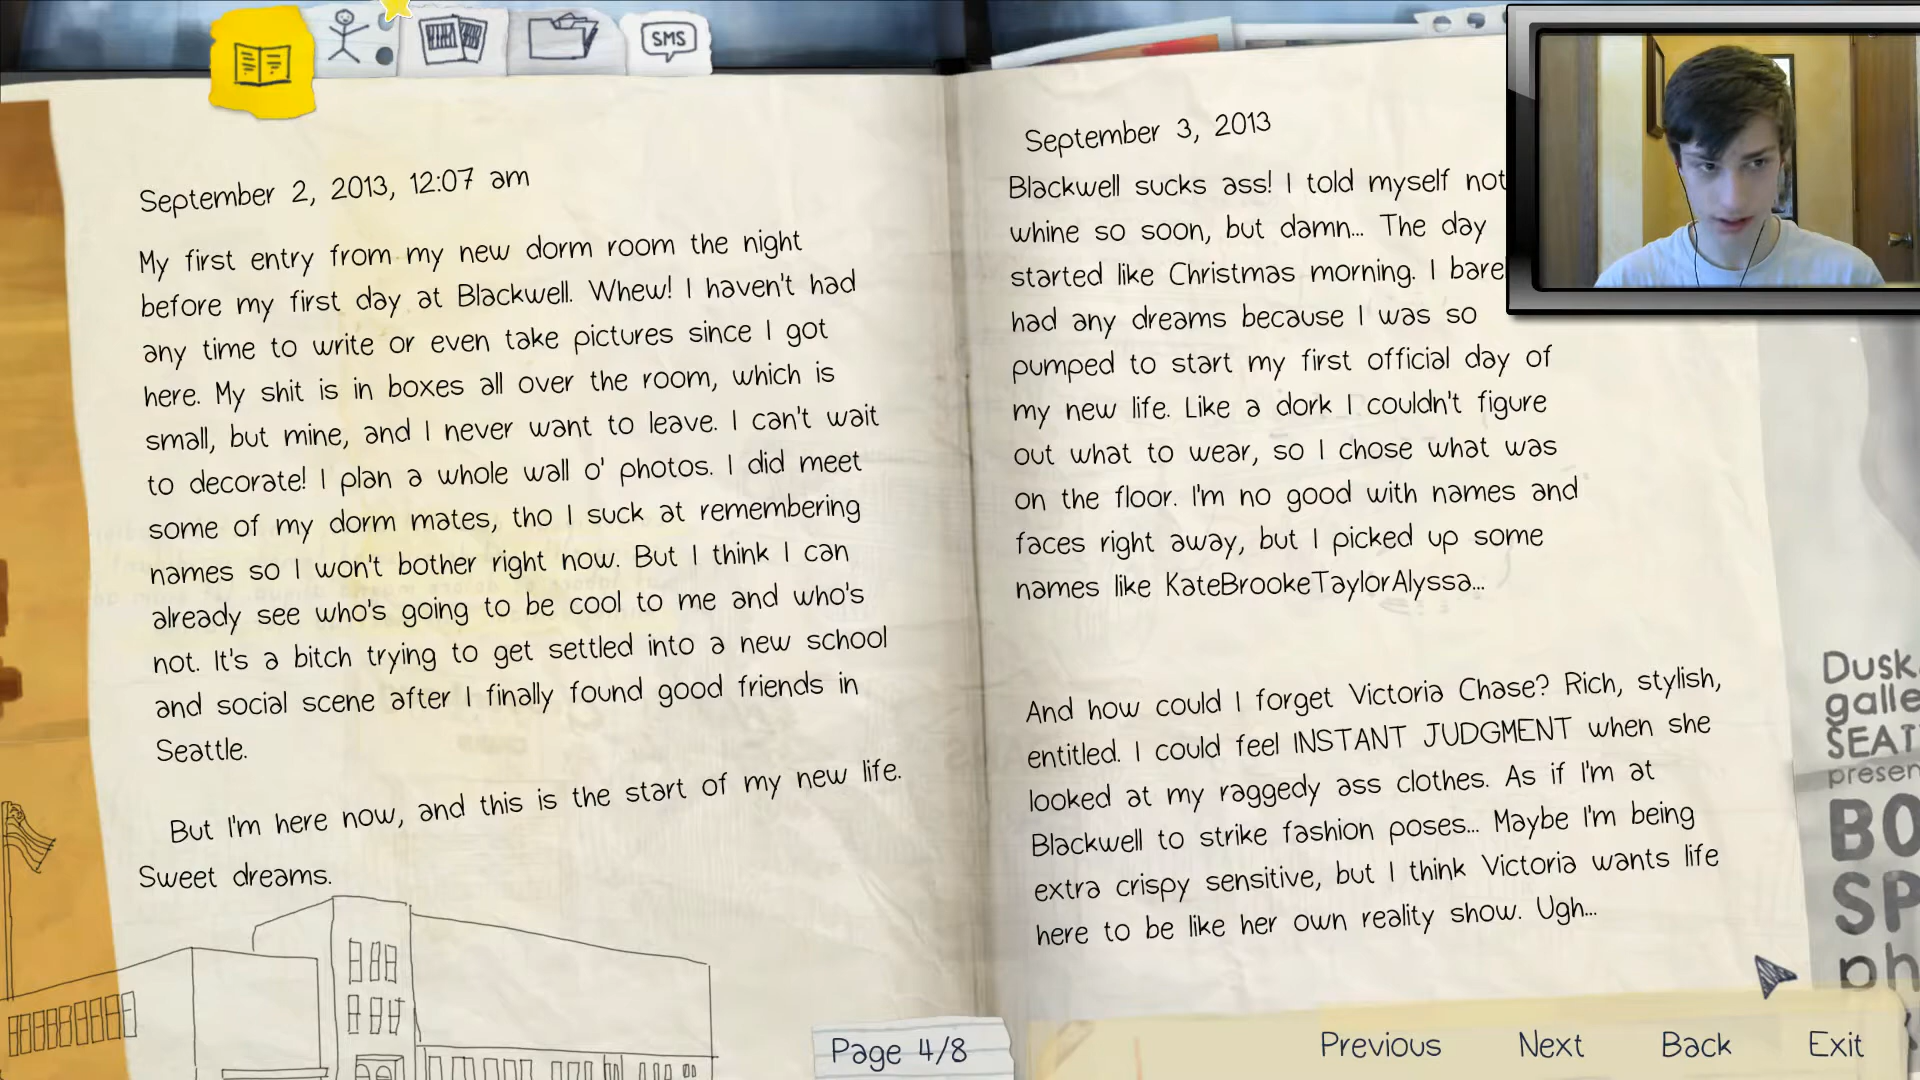 SMS
September 2, 2013, 12:07 am
My first entry from my new dorm room the night
before my first day at Blackwell. Whew! I haven't had
any time to write or even take pictures since I got
here. My shit is in boxes all over the room, which is
small, but mine, and I never want to leave. I can't wait
to decorate! I plan a whole wall o' photos. I did meet
some of my dorm mates, tho I suck at remembering
names so I won't bother right now. But I think I can
already see who's going to be cool to me and who's
not. It's a bitch trying to get settled into a new school
and social scene after I finally found good friends in
Seattle.
But I'm here now, and this is the start of my new life.
Sweet dreams.
September 3, 2013
Blackwell sucks ass! I told myself not
whine so soon, but damn... The day
started like Christmas morning. I bare
had any dreams because I was so
pumped to start my first official day of
my new life. Like a dork I couldn't figure
out what to wear, so I chose what was
on the floor. I'm no good with names and
faces right away, but I picked up some
names like KateBrookeTaylorAlyssa...
And how could I forget Victoria Chase? Rich, stylish,
entitled. I could feel INSTANT JUDGMENT when she
looked at my raggedy ass clothes. As if I'm at
Blackwell to strike fashion poses... Maybe I'm being
extra crispy sensitive, but I think Victoria wants life
here to be like her own reality show. Ugh...
Dusk
galle
SEAT
presen
BO
SP
ph
Page 4/8
Previous Next Back Exit